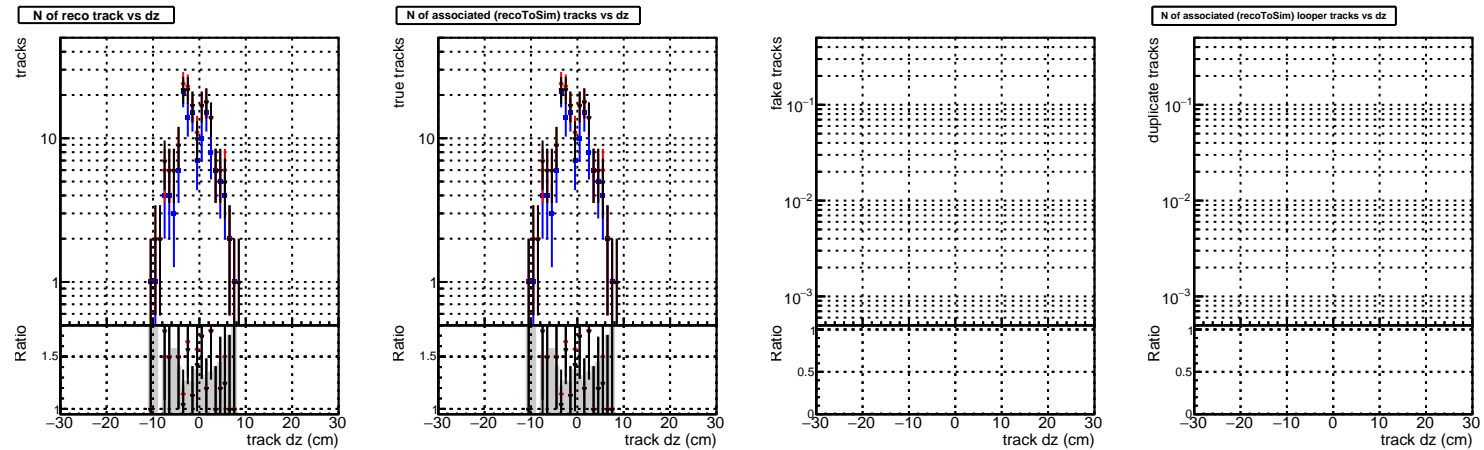 N of reco track vs dz
tracks
10
1
Ratio
1.5
1
−30 −20 −10 0 10 20 30
track dz (cm)
N of associated (recoToSim) tracks vs dz
true tracks
10
1
Ratio
1.5
1
−30 −20 −10 0 10 20 30
track dz (cm)
fake tracks
10−1
10−2
10−3
Ratio
1
0.5
0
−30 −20 −10 0 10 20 30
track dz (cm)
N of associated (recoToSim) looper tracks vs dz
duplicate tracks
10−1
10−2
10−3
Ratio
1
0.5
0
−30 −20 −10 0 10 20 30
track dz (cm)